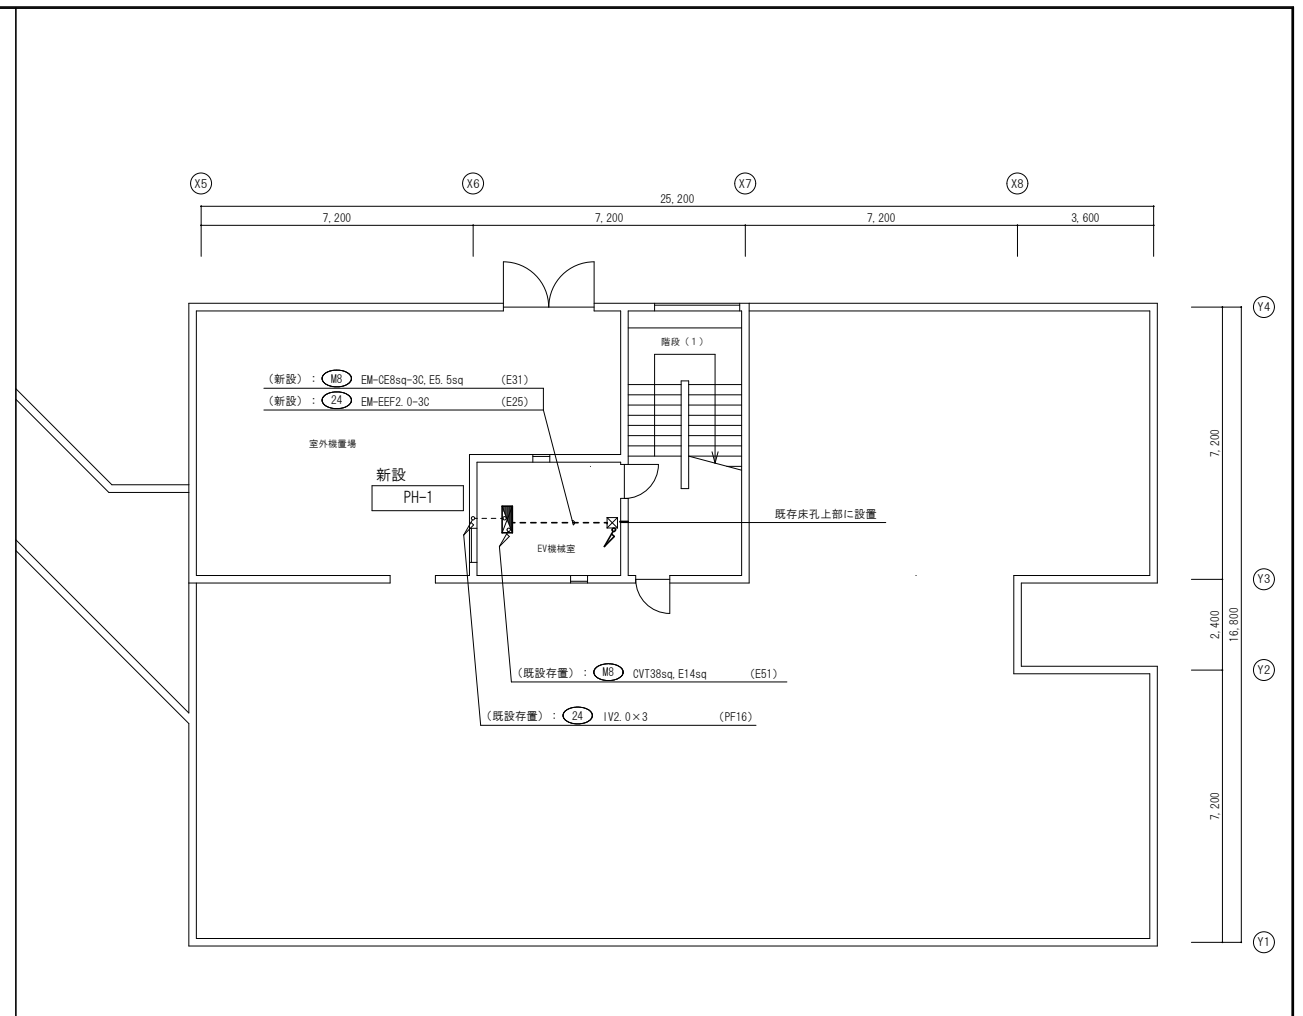 X5 X6 X7 X8
25,200
7,200 7,200 7,200 3,600
Y4
階段（1）
（新設）：M8 EM-CE8sq-3C,E5.5sq （E31）
（新設）：24 EM-EEF2.0-3C （E25）
室外機置場
7,200
新設
PH-1
既存床孔上部に設置
EV機械室
Y3
2,400
16,800
（既設存置）：M8 CVT38sq,E14sq （E51）
Y2
（既設存置）：24 IV2.0×3 （PF16）
7,200
Y1